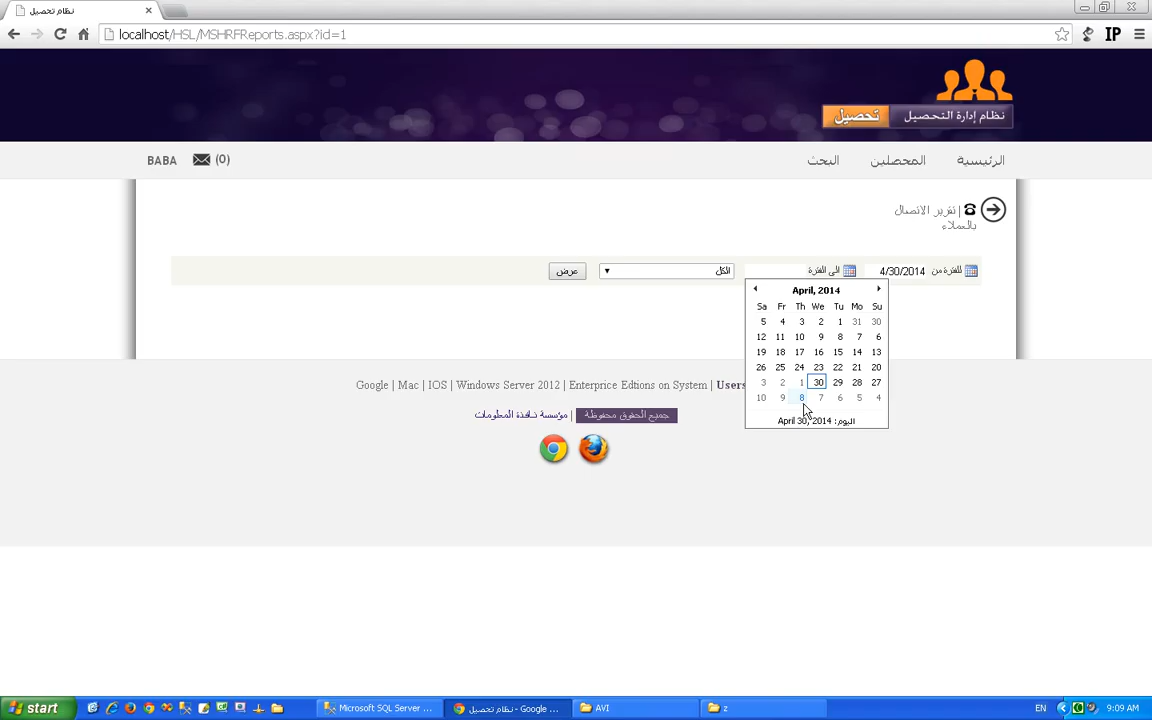 نظام تحصيل
localhost/HSL/MSHRFReports.aspx?id=1
IP
نظام إدارة التحصيل تحصيل
الرئيسية المحصلين البحث
(0) BABA
تقرير الاتصال |
بالعملاء
للفترة من 4/30/2014 الى الفترة الكل عرض
April, 2014
Sa Fr Th We Tu Mo Su
5 4 3 2 1 31 30
12 11 10 9 8 7 6
19 18 17 16 15 14 13
26 25 24 23 22 21 20
3 2 1 30 29 28 27
10 9 8 7 6 5 4
اليوم: April 30, 2014
Google | Mac | IOS | Windows Server 2012 | Enterprice Edtions on System | Users
جميع الحقوق محفوظة | مؤسسة نافذة المعلومات
start
Microsoft SQL Server ...
نظام تحصيل - Google ...
AVI
z
EN
9:09 AM